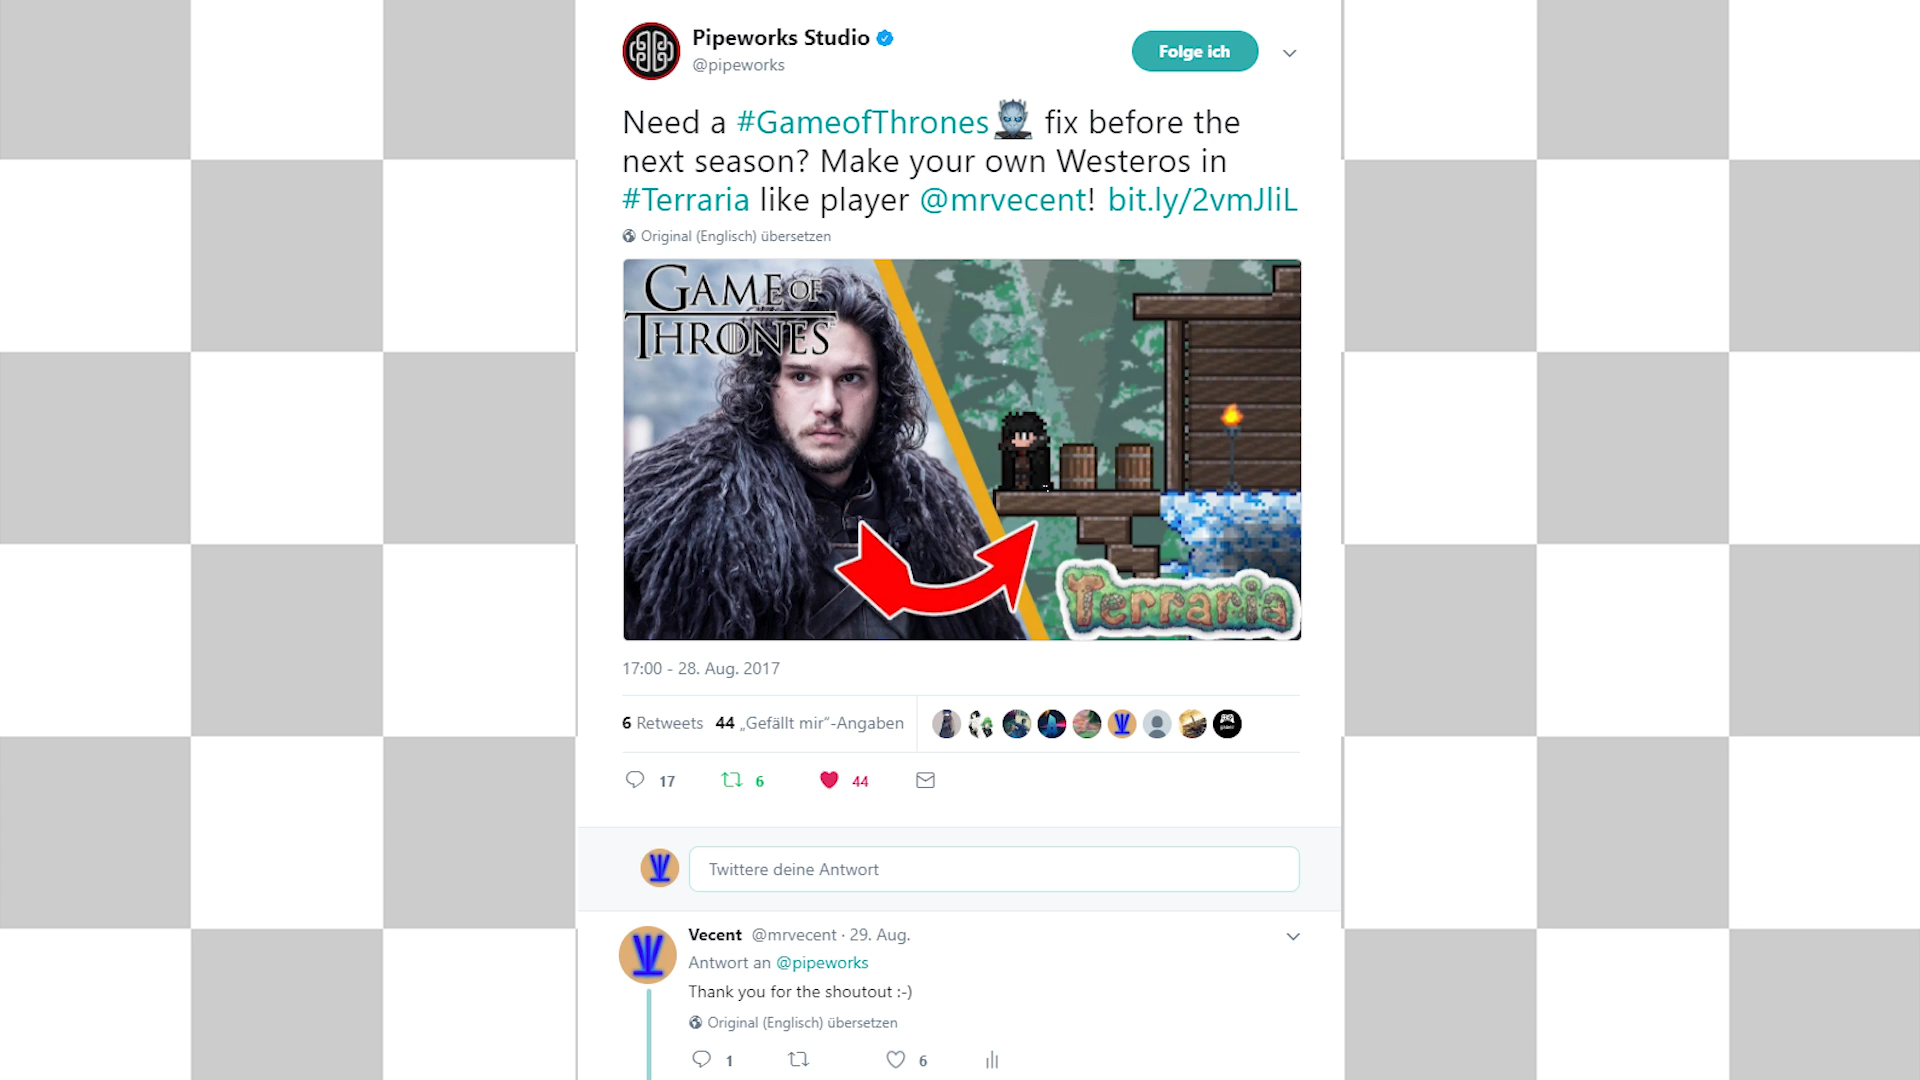 Pipeworks Studio
@pipeworks
Folge ich
Need a #GameofThrones fix before the
next season? Make your own Westeros in
#Terraria like player @mrvecent! bit.ly/2vmJliL
Original (Englisch) übersetzen
GAME OF
THRONES
Terraria
17:00 - 28. Aug. 2017
6 Retweets 44 „Gefällt mir“-Angaben
17 6 44
Twittere deine Antwort
Vecent @mrvecent · 29. Aug.
Antwort an @pipeworks
Thank you for the shoutout :-)
Original (Englisch) übersetzen
1 6